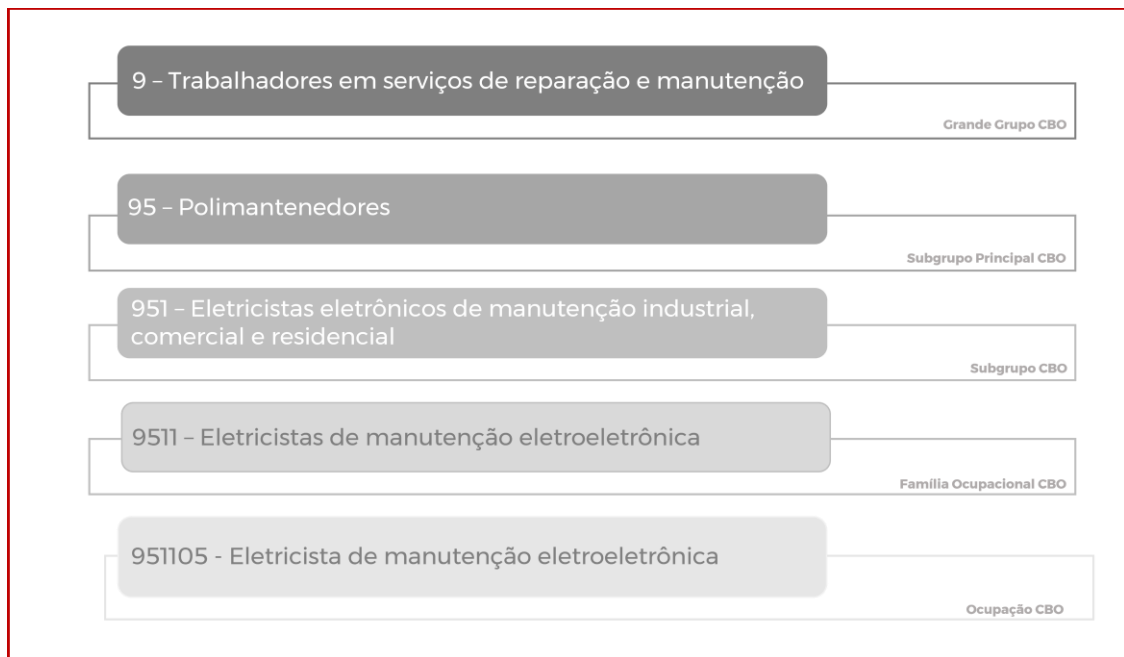 9 – Trabalhadores em serviços de reparação e manutenção
Grande Grupo CBO
95 – Polimantenedores
Subgrupo Principal CBO
951 – Eletricistas eletrônicos de manutenção industrial,
comercial e residencial
Subgrupo CBO
9511 – Eletricistas de manutenção eletroeletrônica
Família Ocupacional CBO
951105 - Eletricista de manutenção eletroeletrônica
Ocupação CBO